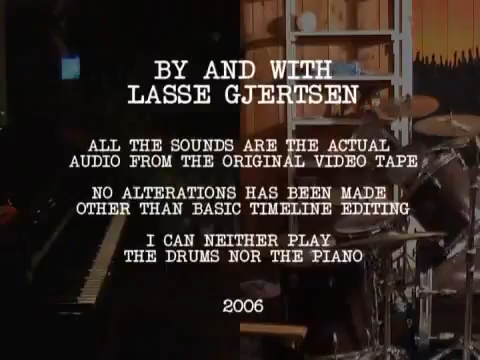 BY AND WITH
LASSE GJERTSEN
ALL THE SOUNDS ARE THE ACTUAL
AUDIO FROM THE ORIGINAL VIDEO TAPE
NO ALTERATIONS HAS BEEN MADE
OTHER THAN BASIC TIMELINE EDITING
I CAN NEITHER PLAY
THE DRUMS NOR THE PIANO
2006